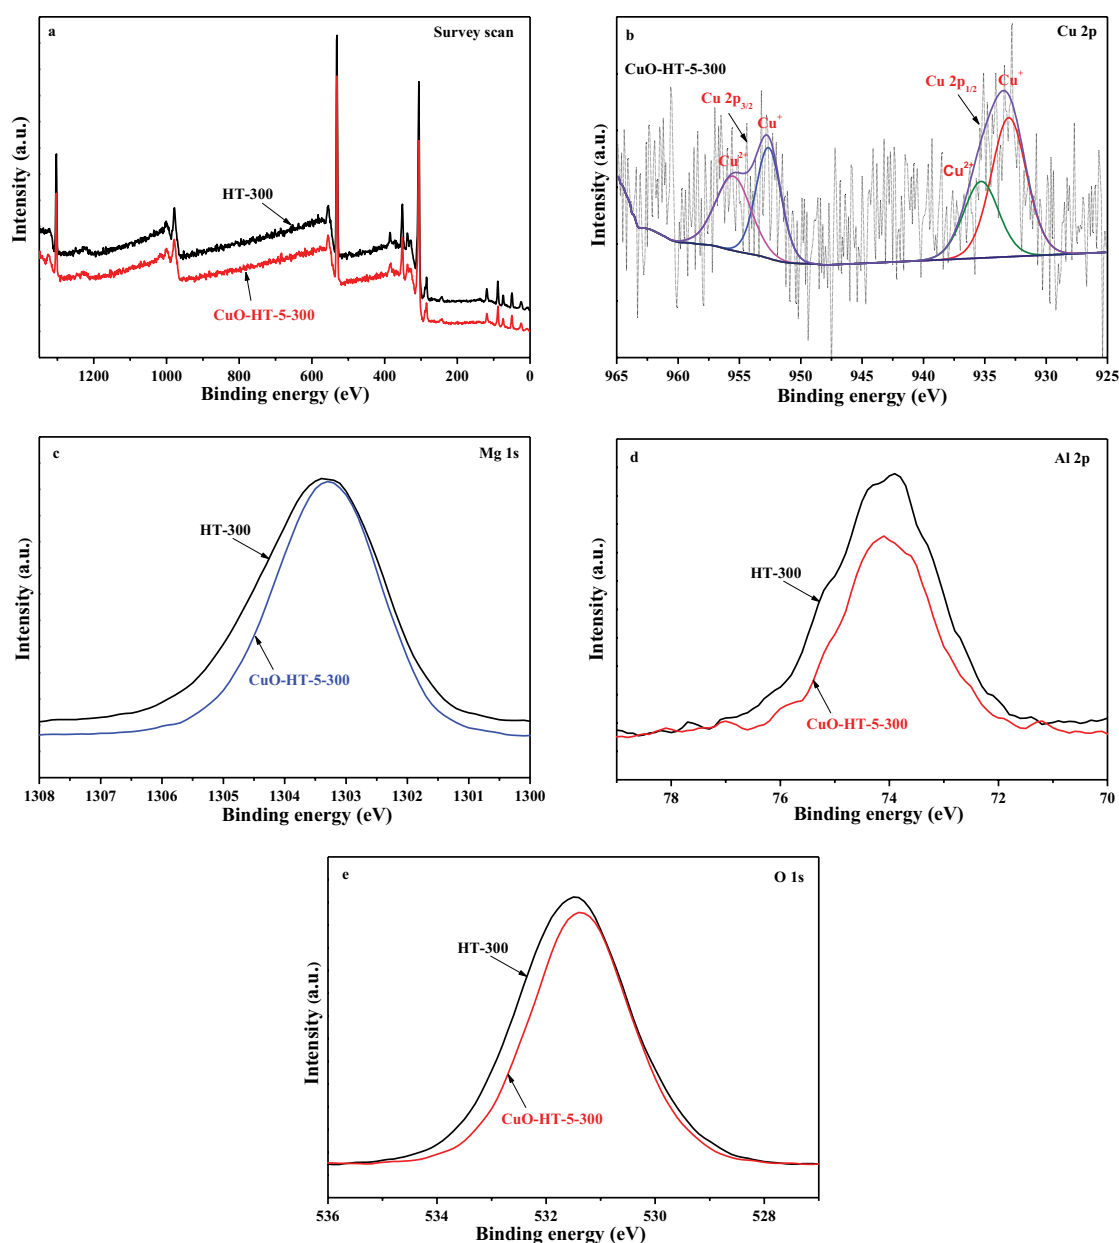 a
Survey scan
HT-300
CuO-HT-5-300
Intensity (a.u.)
1200 1000 800 600 400 200 0
Binding energy (eV)
b
Cu 2p
CuO-HT-5-300
Cu 2p3/2
Cu+
Cu2+
Cu 2p1/2
Cu+
Cu2+
Intensity (a.u.)
965 960 955 950 945 940 935 930 925
Binding energy (eV)
c
Mg 1s
HT-300
CuO-HT-5-300
Intensity (a.u.)
1308 1307 1306 1305 1304 1303 1302 1301 1300
Binding energy (eV)
d
Al 2p
HT-300
CuO-HT-5-300
Intensity (a.u.)
78 76 74 72 70
Binding energy (eV)
e
O 1s
HT-300
CuO-HT-5-300
Intensity (a.u.)
536 534 532 530 528
Binding energy (eV)